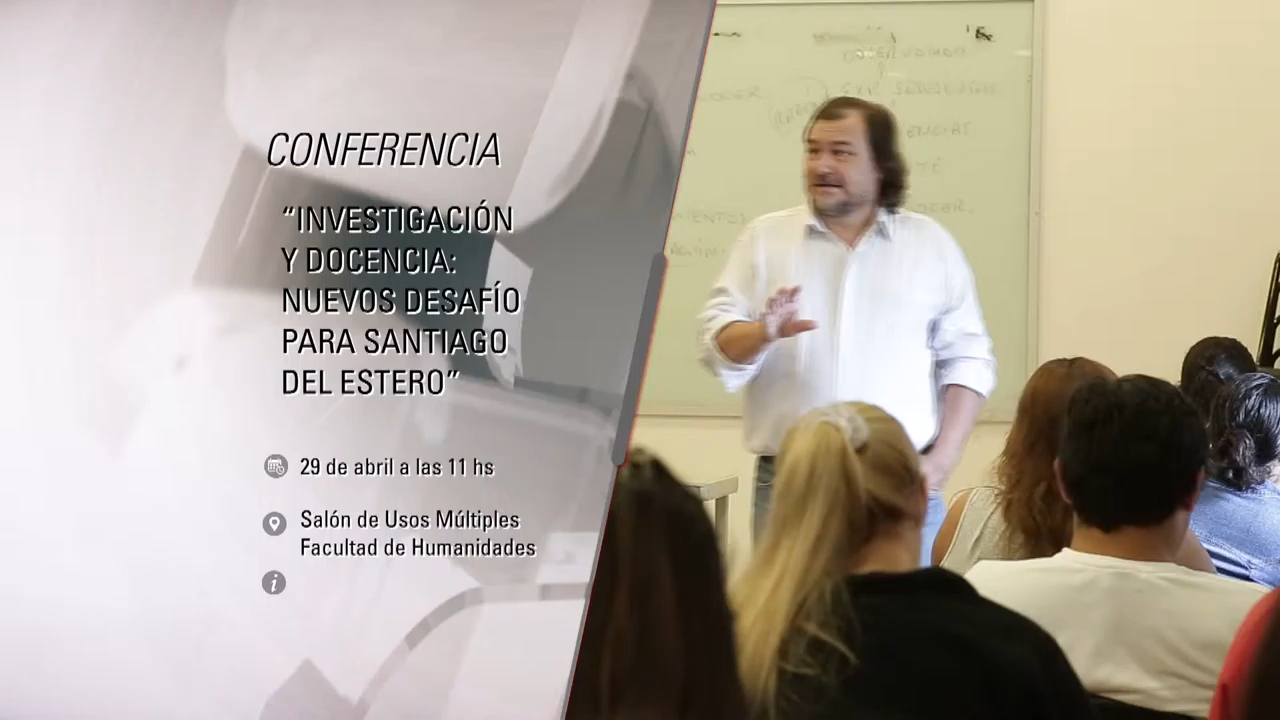 CONFERENCIA
“INVESTIGACIÓN
Y DOCENCIA:
NUEVOS DESAFÍO
PARA SANTIAGO
DEL ESTERO”
29 de abril a las 11 hs
Salón de Usos Múltiples
Facultad de Humanidades
i